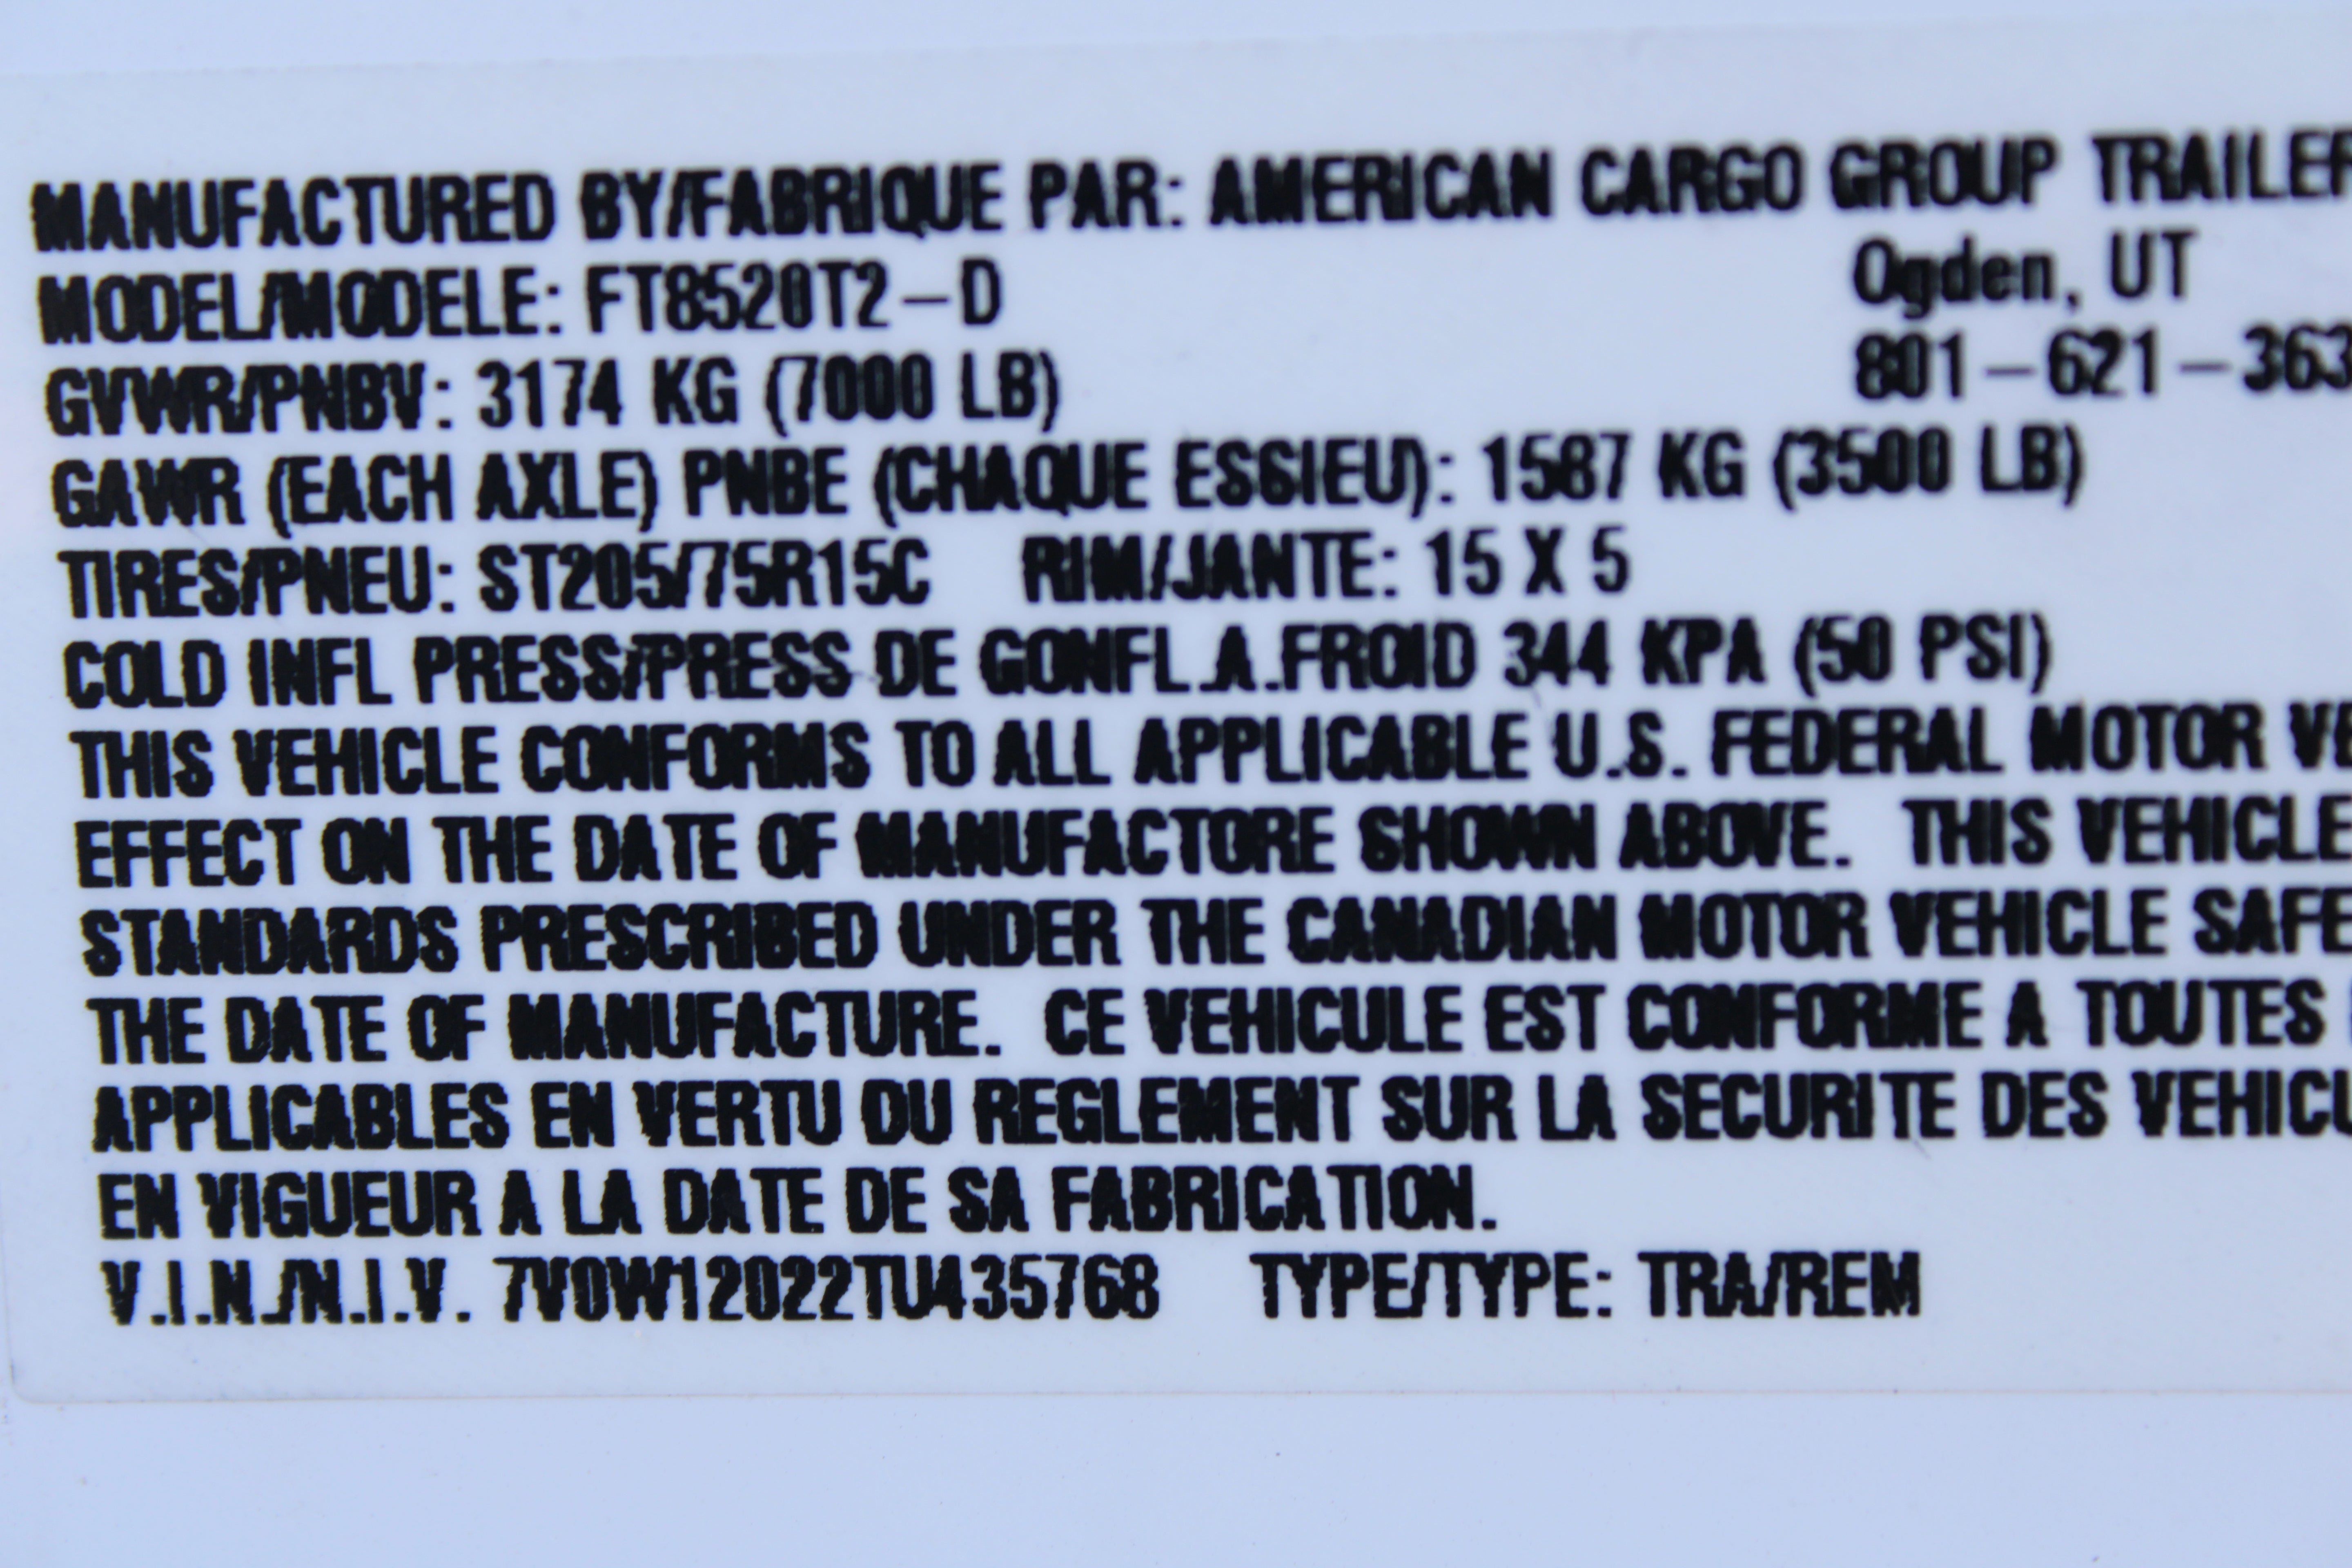 MANUFACTURED BY/FABRIQUE PAR: AMERICAN CARGO GROUP TRAILER
MODEL/MODELE: FT8520T2-D Ogden, UT
GVWR/PNBV: 3174 KG (7000 LB) 801-621-363
GAWR (EACH AXLE) PNBE (CHAQUE ESSIEU): 1587 KG (3500 LB)
TIRES/PNEU: ST205/75R15C RIM/JANTE: 15 X 5
COLD INFL PRESS/PRESS DE GONFL.A.FROID 344 KPA (50 PSI)
THIS VEHICLE CONFORMS TO ALL APPLICABLE U.S. FEDERAL MOTOR VE
EFFECT ON THE DATE OF MANUFACTORE SHOWN ABOVE. THIS VEHICLE
STANDARDS PRESCRIBED UNDER THE CANADIAN MOTOR VEHICLE SAFE
THE DATE OF MANUFACTURE. CE VEHICULE EST CONFORME A TOUTES
APPLICABLES EN VERTU DU REGLEMENT SUR LA SECURITE DES VEHICU
EN VIGUEUR A LA DATE DE SA FABRICATION.
V.I.N./N.I.V. 7V0W12022TU435768 TYPE/TYPE: TRA/REM